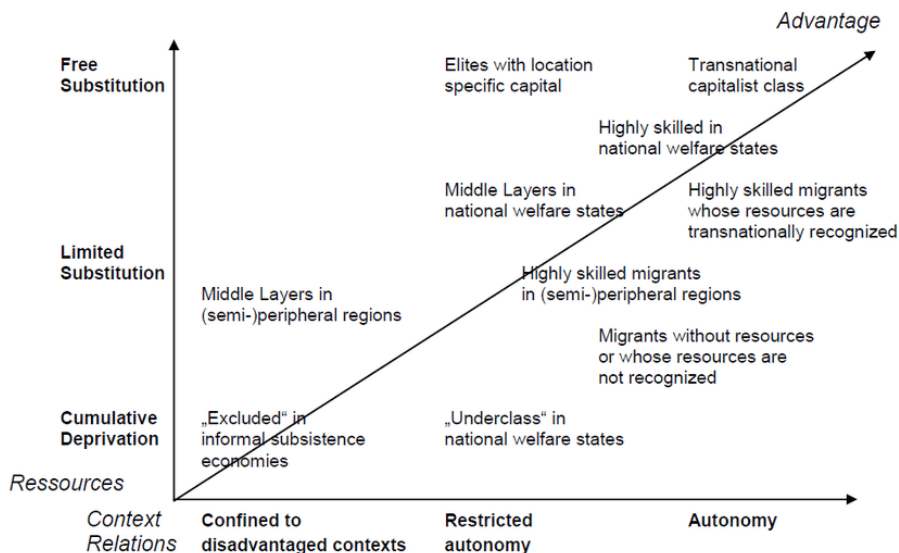 Advantage
Free
Substitution
Elites with location
specific capital
Transnational
capitalist class
Highly skilled in
national welfare states
Middle Layers in
national welfare states
Highly skilled migrants
whose resources are
transnationally recognized
Limited
Substitution
Highly skilled migrants
in (semi-)peripheral regions
Middle Layers in
(semi-)peripheral regions
Migrants without resources
or whose resources are
not recognized
Cumulative
Deprivation
„Excluded“ in
informal subsistence
economies
„Underclass“ in
national welfare states
Ressources
Context
Relations
Confined to
disadvantaged contexts
Restricted
autonomy
Autonomy